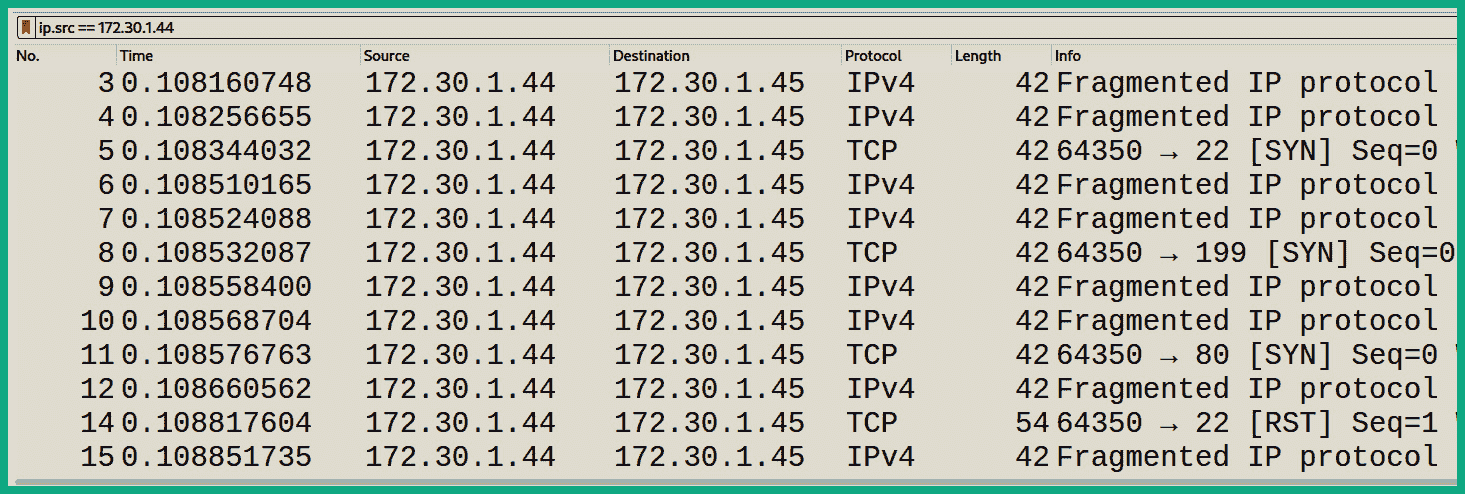 ip.src == 172.30.1.44
No. Time Source Destination Protocol Length Info
3 0.108160748 172.30.1.44 172.30.1.45 IPv4 42 Fragmented IP protocol
4 0.108256655 172.30.1.44 172.30.1.45 IPv4 42 Fragmented IP protocol
5 0.108344032 172.30.1.44 172.30.1.45 TCP 42 64350 → 22 [SYN] Seq=0
6 0.108510165 172.30.1.44 172.30.1.45 IPv4 42 Fragmented IP protocol
7 0.108524088 172.30.1.44 172.30.1.45 IPv4 42 Fragmented IP protocol
8 0.108532087 172.30.1.44 172.30.1.45 TCP 42 64350 → 199 [SYN] Seq=0
9 0.108558400 172.30.1.44 172.30.1.45 IPv4 42 Fragmented IP protocol
10 0.108568704 172.30.1.44 172.30.1.45 IPv4 42 Fragmented IP protocol
11 0.108576763 172.30.1.44 172.30.1.45 TCP 42 64350 → 80 [SYN] Seq=0
12 0.108660562 172.30.1.44 172.30.1.45 IPv4 42 Fragmented IP protocol
14 0.108817604 172.30.1.44 172.30.1.45 TCP 54 64350 → 22 [RST] Seq=1
15 0.108851735 172.30.1.44 172.30.1.45 IPv4 42 Fragmented IP protocol